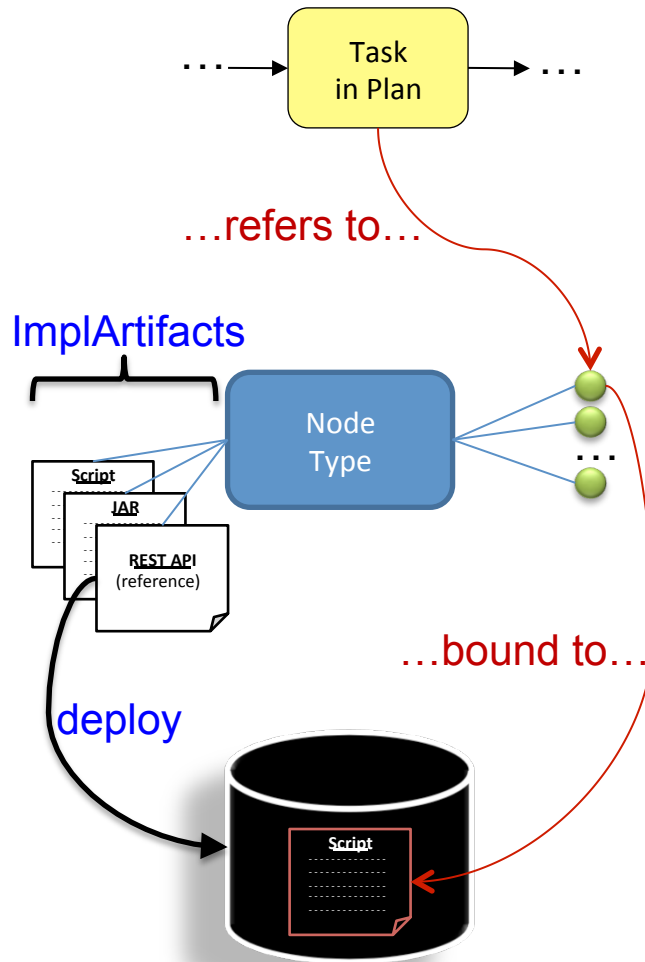 ... Task ...
in Plan
...refers to...
ImplArtifacts
Node
Type
...
Script
JAR
REST API
(reference)
...bound to...
deploy
Script